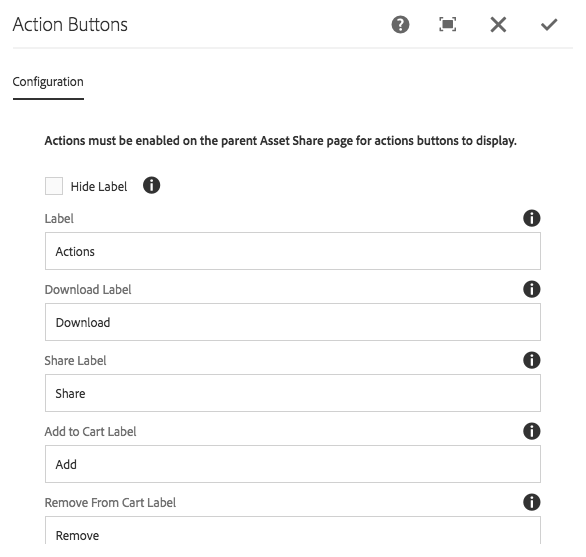 Action Buttons
Configuration
Actions must be enabled on the parent Asset Share page for actions buttons to display.
Hide Label
Label
Actions
Download Label
Download
Share Label
Share
Add to Cart Label
Add
Remove From Cart Label
Remove